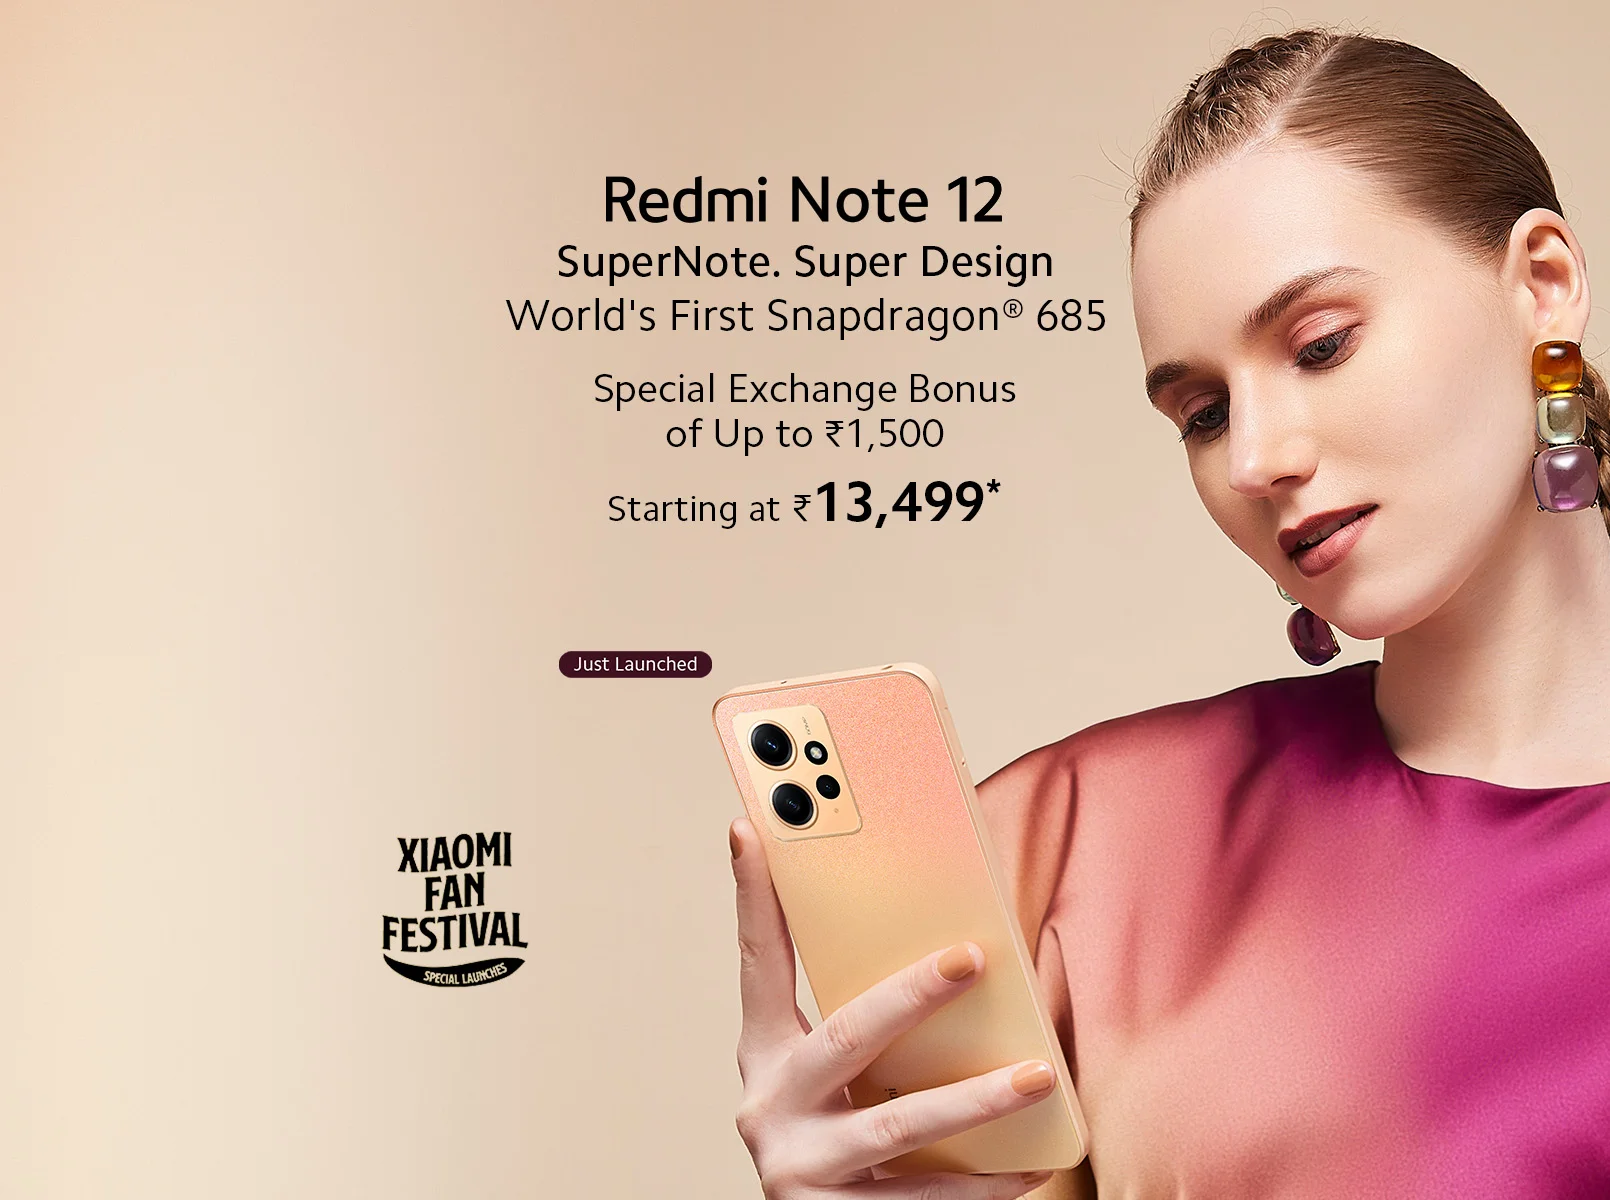 Redmi Note 12
SuperNote. Super Design
World's First Snapdragon® 685
Special Exchange Bonus
of Up to ₹1,500
Starting at ₹13,499*
Just Launched
XIAOMI
FAN
FESTIVAL
SPECIAL LAUNCHES